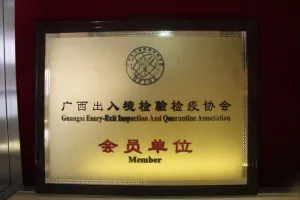 广西出入境检验检疫协会
Guangxi Entry-Exit Inspection And Quarantine Association
会员单位
Member